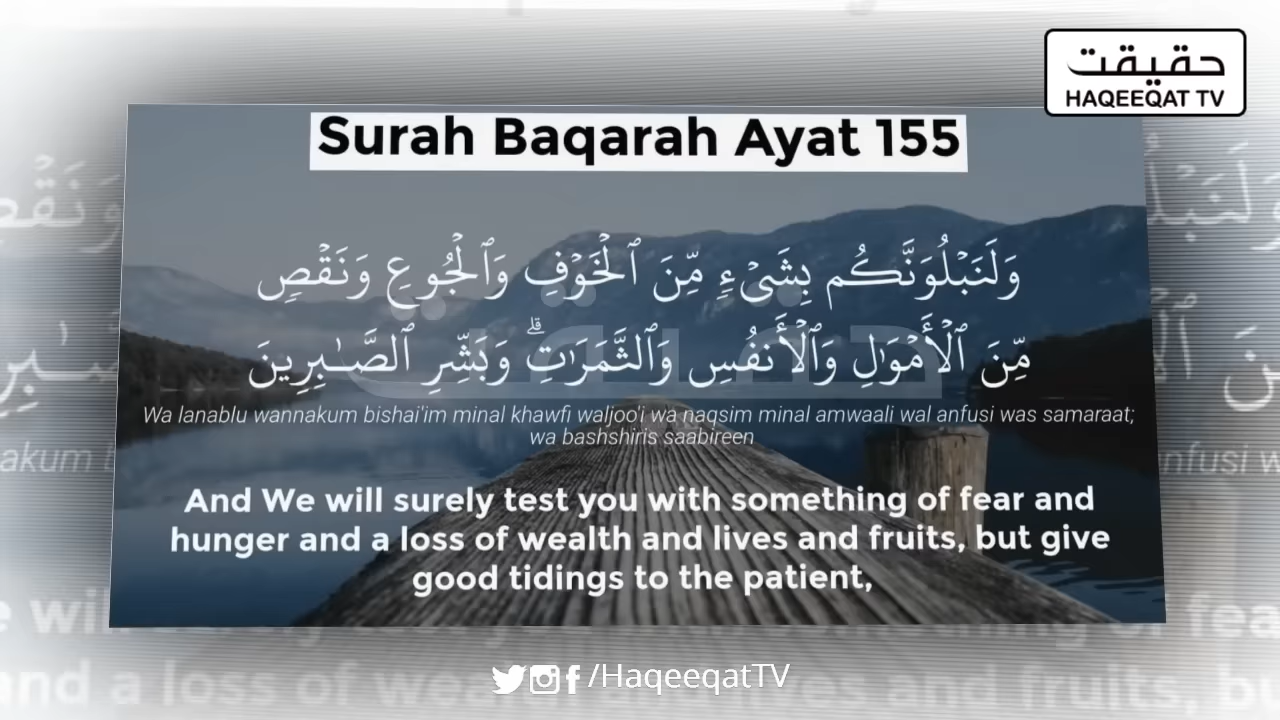 حقيقت
HAQEEQAT TV
Surah Baqarah Ayat 155
وَلَنَبْلُوَنَّكُم بِشَىْءٍ مِّنَ ٱلْخَوْفِ وَٱلْجُوعِ وَنَقْصٍ
مِّنَ ٱلْأَمْوَٰلِ وَٱلْأَنفُسِ وَٱلثَّمَرَٰتِ ۗ وَبَشِّرِ ٱلصَّـٰبِرِينَ
Wa lanablu wannakum bishai'im minal khawfi waljoo'i wa naqsim minal amwaali wal anfusi was samaraat;
wa bashshiris saabireen
And We will surely test you with something of fear and
hunger and a loss of wealth and lives and fruits, but give
good tidings to the patient,
/HaqeeqatTV